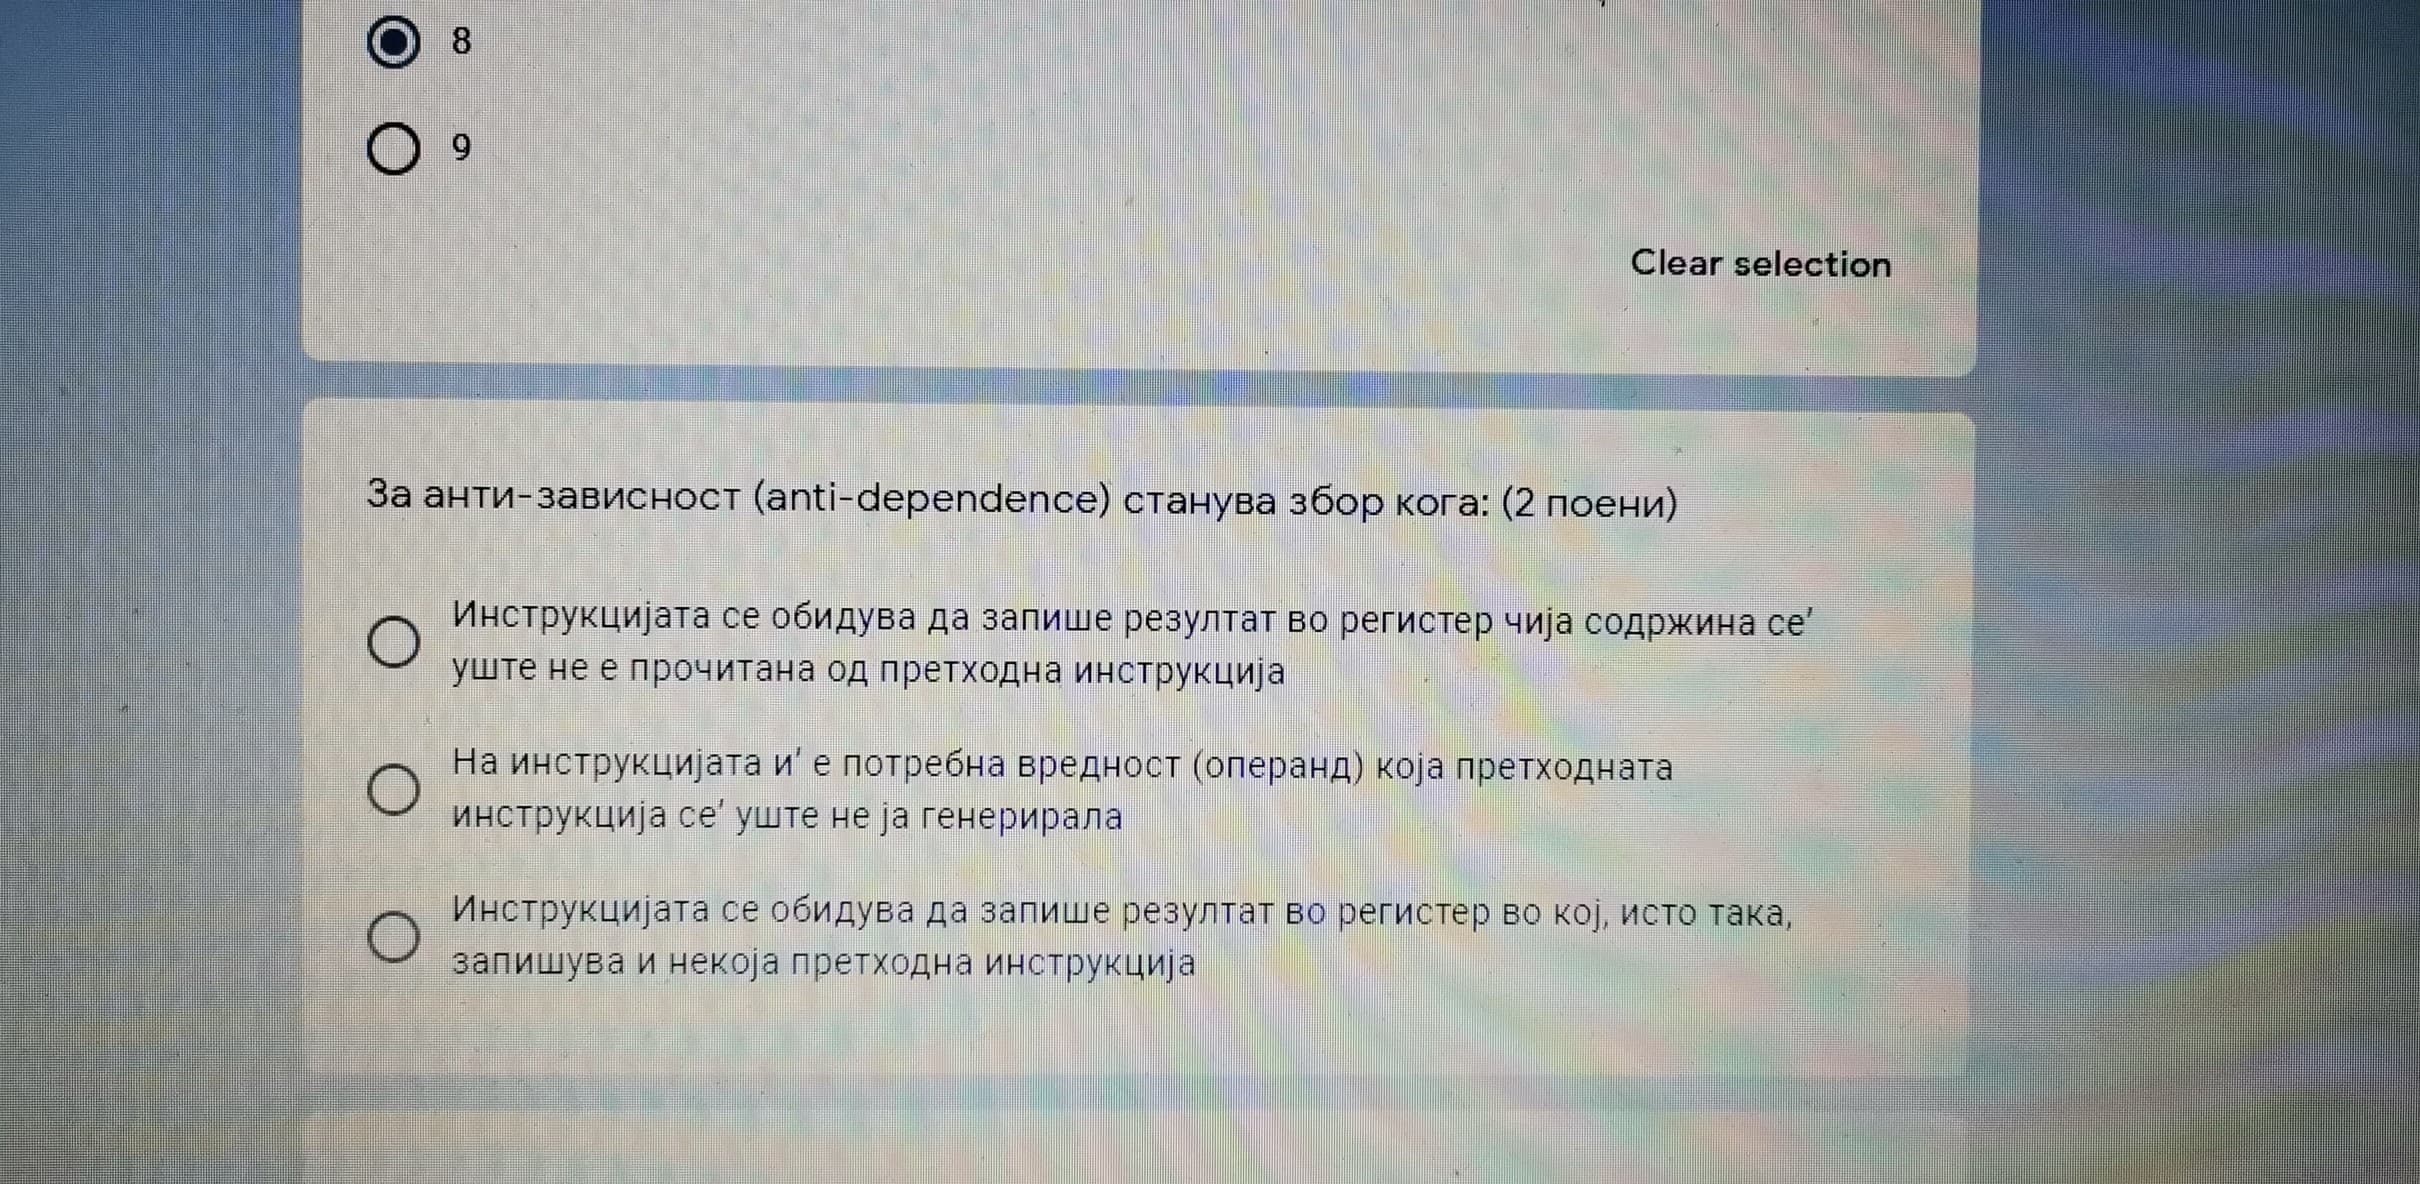 8
9
Clear selection
За анти-зависност (anti-dependence) станува збор кога: (2 поени)
Инструкцијата се обидува да запише резултат во регистер чија содржина се'
уште не е прочитана од претходна инструкција
На инструкцијата и' е потребна вредност (операнд) која претходната
инструкција се' уште не ја генерирала
Инструкцијата се обидува да запише резултат во регистер во кој, исто така,
запишува и некоја претходна инструкција